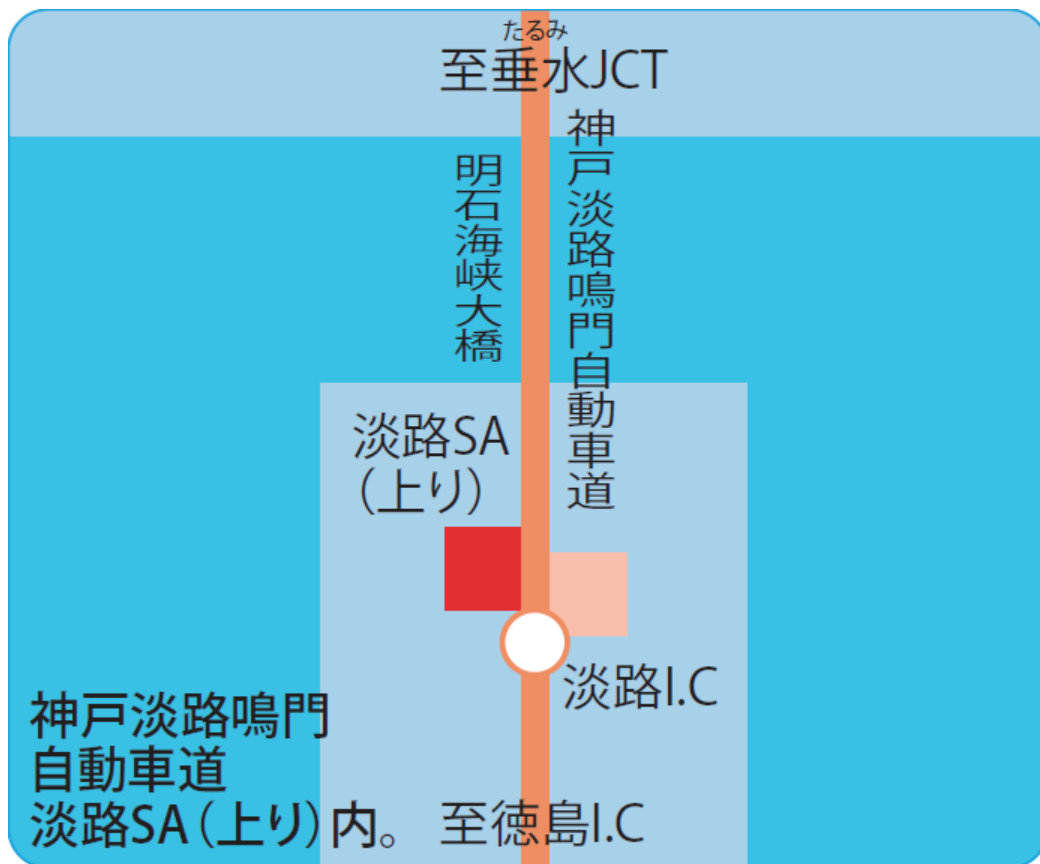 たるみ
至垂水JCT
神戸淡路鳴門自動車道
明石海峡大橋
淡路SA
（上り）
淡路I.C
神戸淡路鳴門
自動車道
淡路SA（上り）内。
至徳島I.C